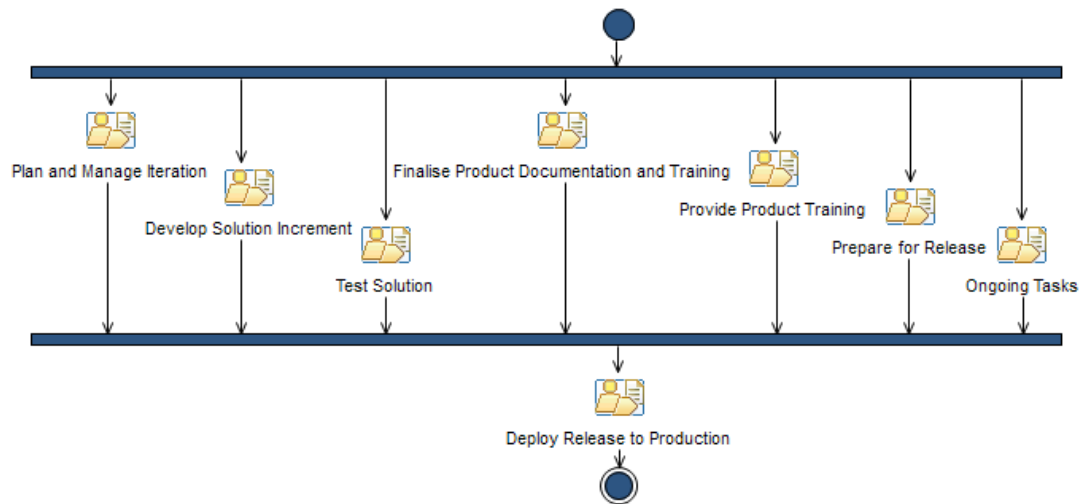 Plan and Manage Iteration
Develop Solution Increment
Test Solution
Finalise Product Documentation and Training
Provide Product Training
Prepare for Release
Ongoing Tasks
Deploy Release to Production